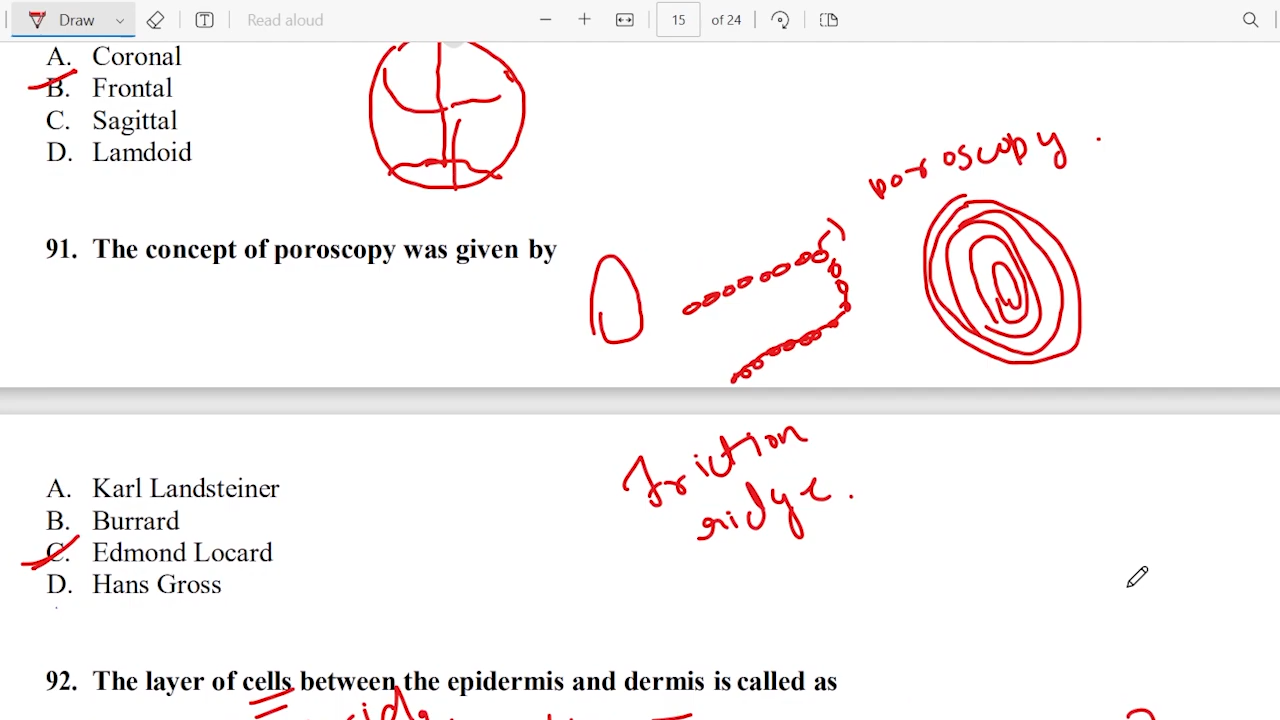 Draw Read aloud 15 of 24
A. Coronal
B. Frontal
C. Sagittal
D. Lamdoid
poroscopy.
91. The concept of poroscopy was given by
Friction
ridge.
A. Karl Landsteiner
B. Burrard
C. Edmond Locard
D. Hans Gross
92. The layer of cells between the epidermis and dermis is called as